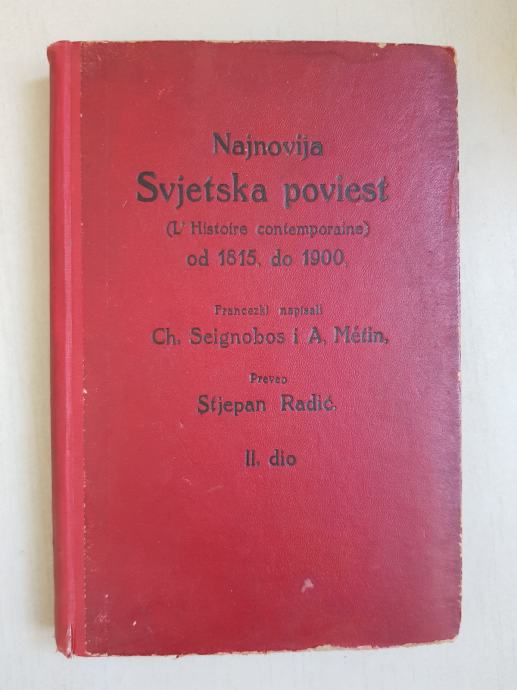 Najnovija
Svjetska poviest
(L'Histoire contemporaine)
od 1815. do 1900.
Francezki napisali
Ch. Seignobos i A. Métin,
Preveo
Stjepan Radić.
II. dio